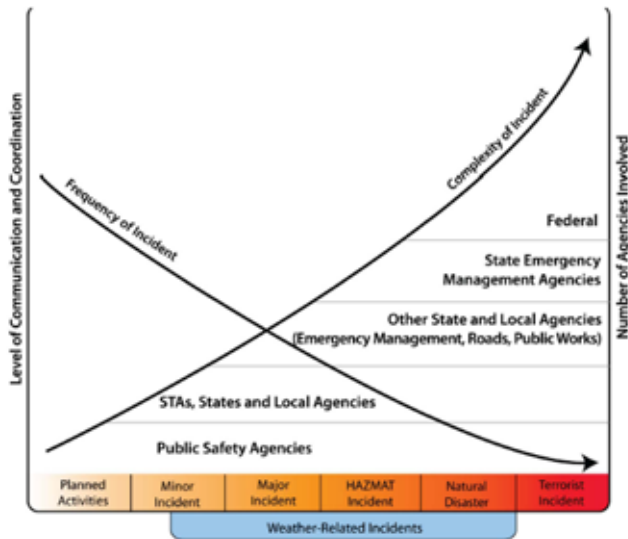 Level of Communication and Coordination
Frequency of Incident
Complexity of Incident
Number of Agencies Involved
Federal
State Emergency
Management Agencies
Other State and Local Agencies
(Emergency Management, Roads, Public Works)
STAs, States and Local Agencies
Public Safety Agencies
Planned
Activities
Minor
Incident
Major
Incident
HAZMAT
Incident
Natural
Disaster
Terrorist
Incident
Weather-Related Incidents